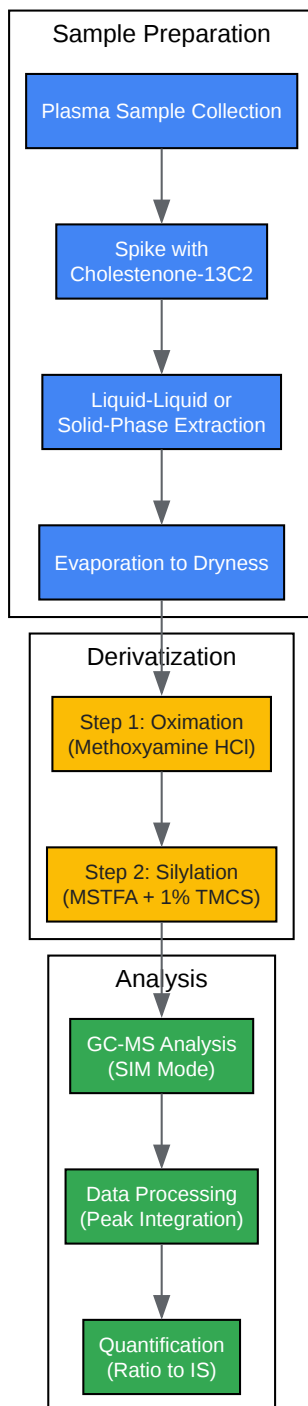 Sample Preparation
Plasma Sample Collection
Spike with
Cholestenone-13C2
Liquid-Liquid or
Solid-Phase Extraction
Evaporation to Dryness
Derivatization
Step 1: Oximation
(Methoxyamine HCl)
Step 2: Silylation
(MSTFA + 1% TMCS)
Analysis
GC-MS Analysis
(SIM Mode)
Data Processing
(Peak Integration)
Quantification
(Ratio to IS)